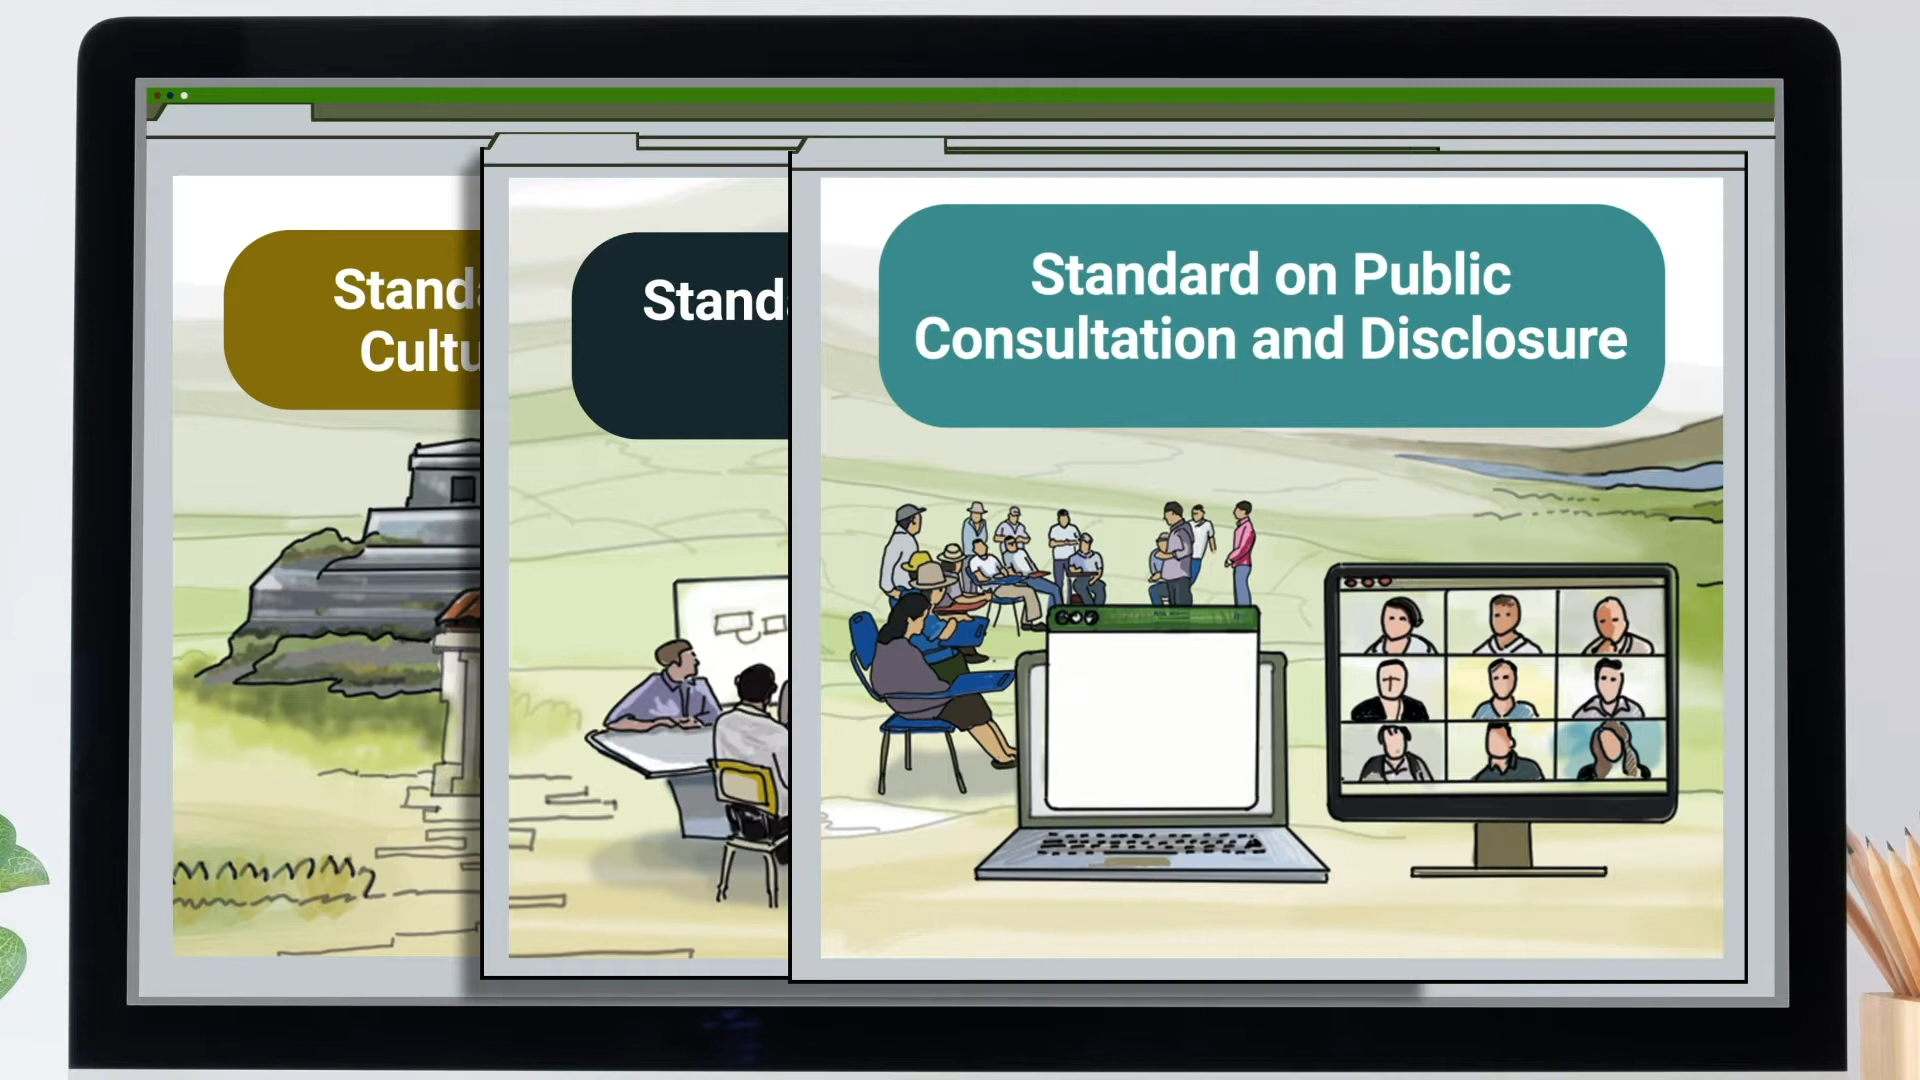 Stand
Cultu
Stand
Standard on Public
Consultation and Disclosure